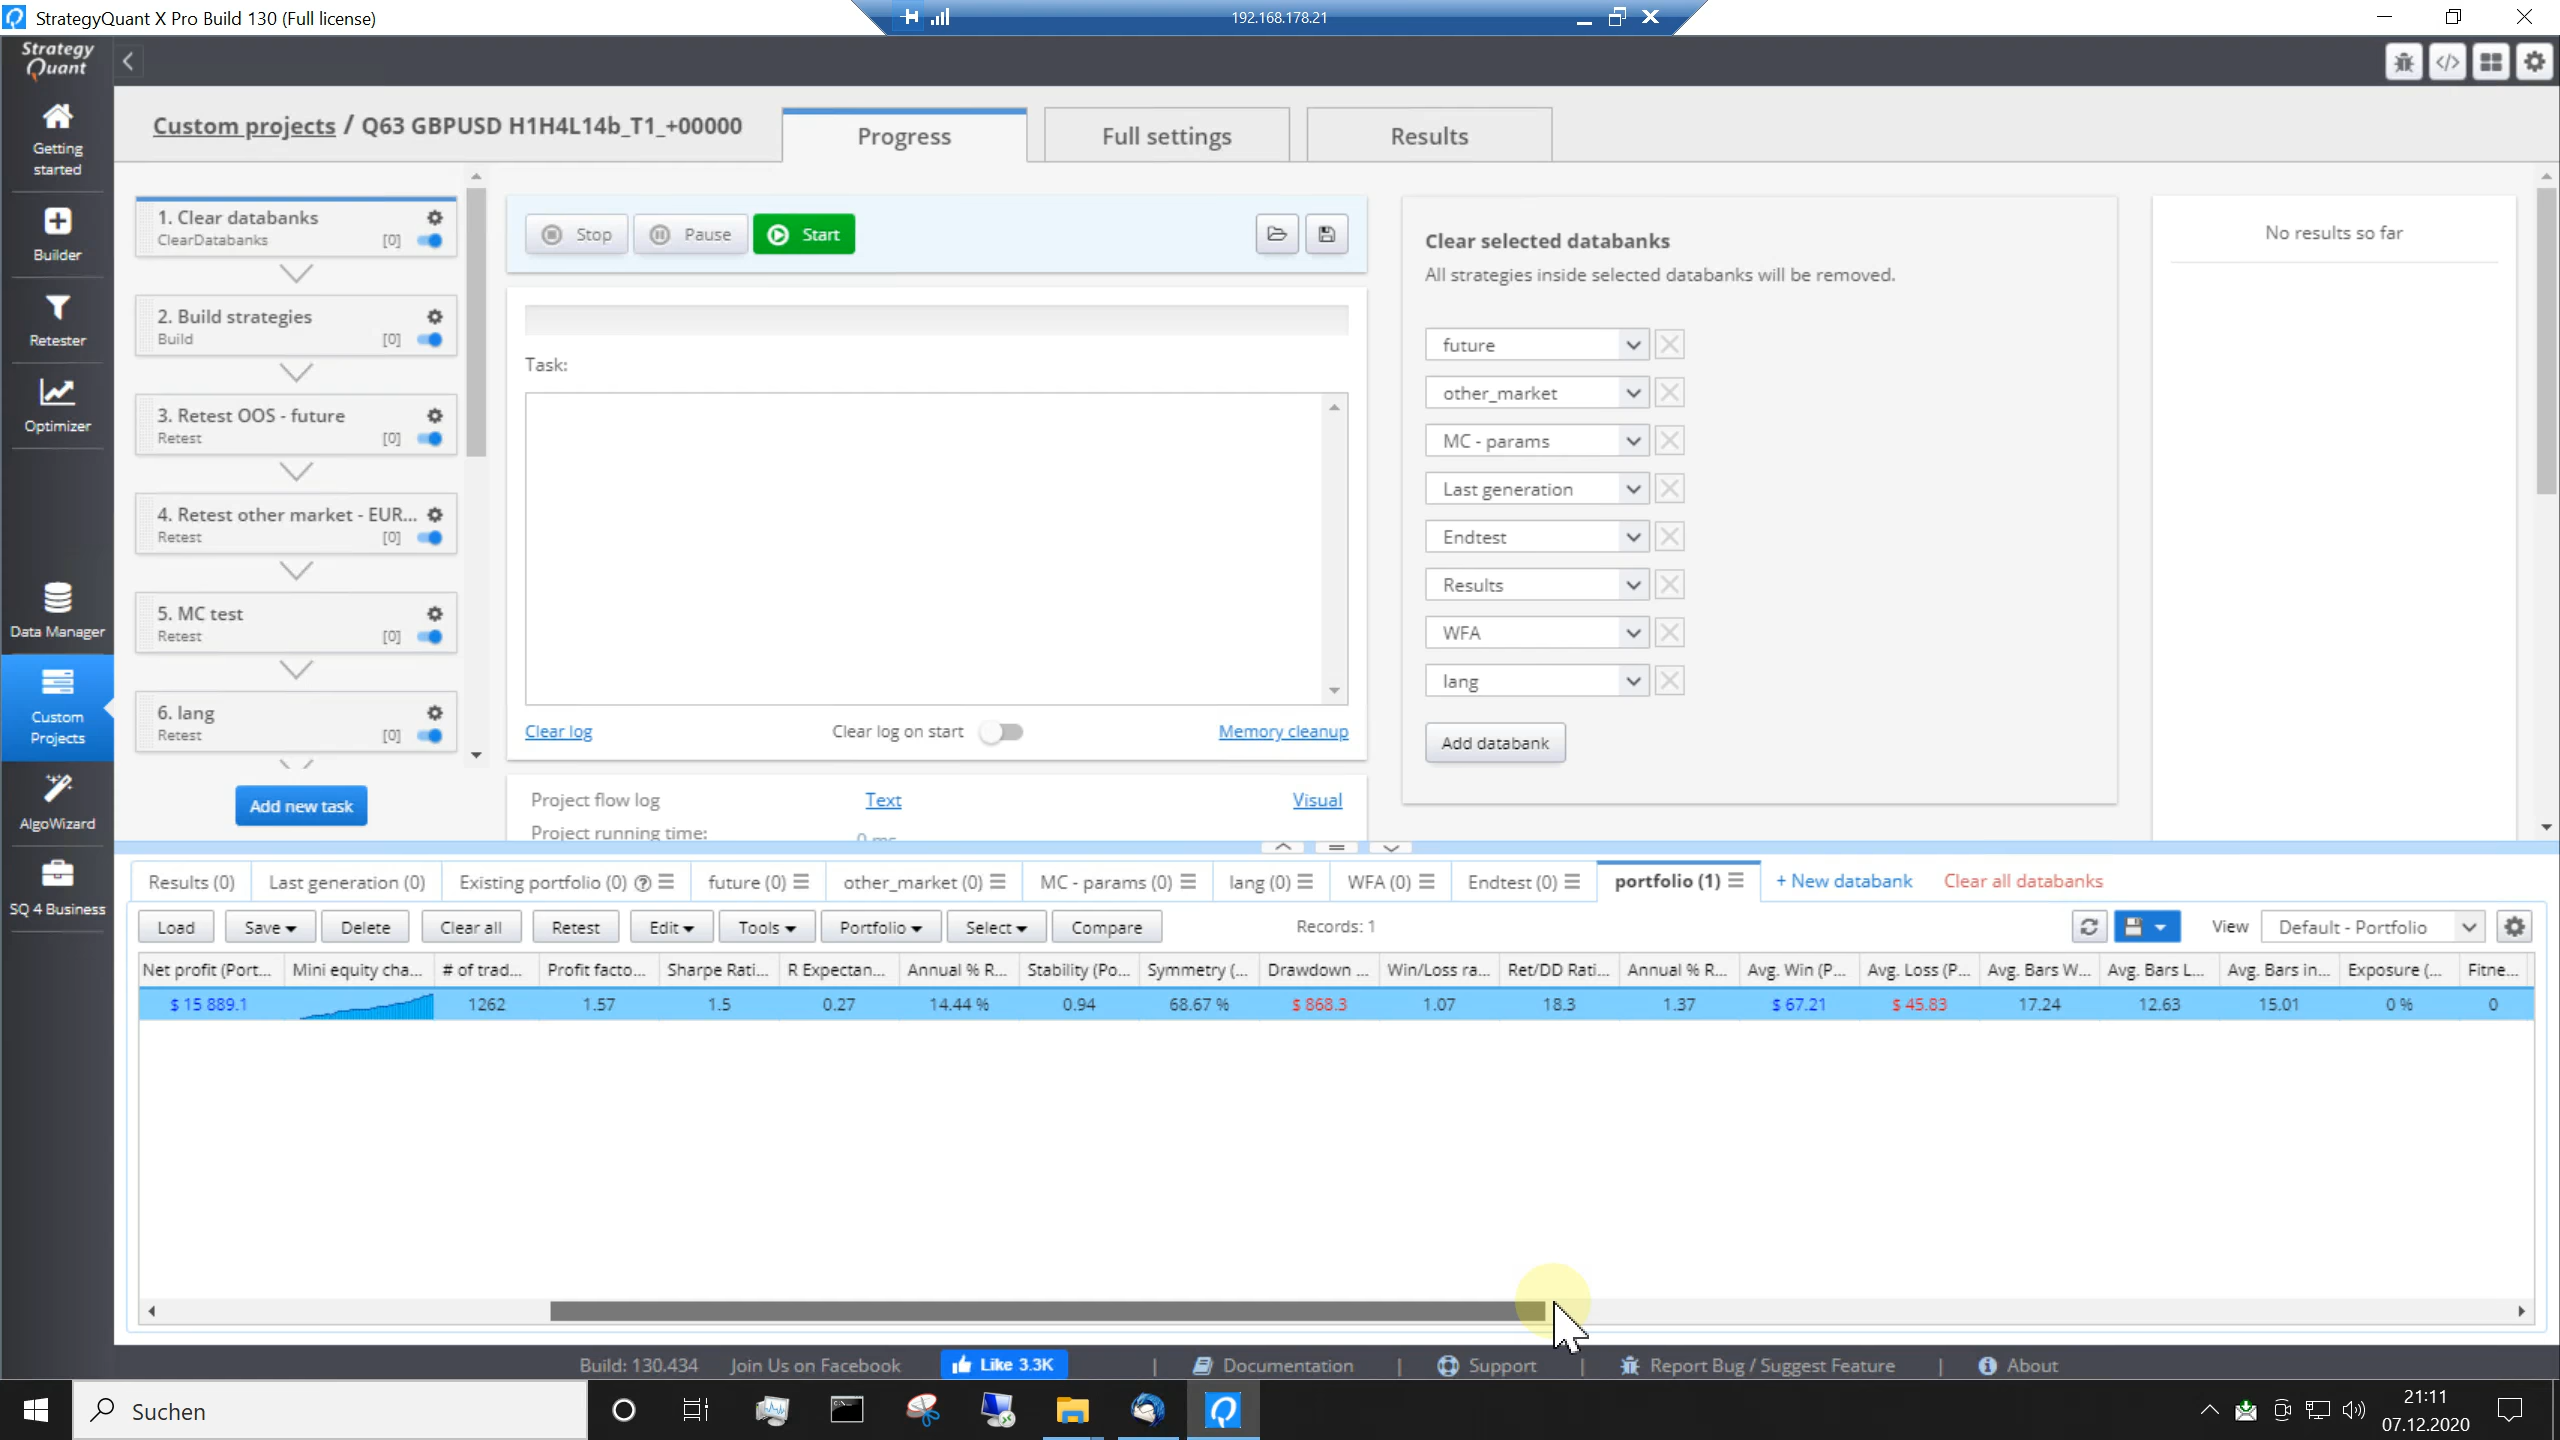 StrategyQuant X Pro Build 130 (Full license)
192.168.178.21
Strategy
Quant
Getting
started
Builder
Retester
Optimizer
Data Manager
Custom
Projects
AlgoWizard
SQ 4 Business
Custom projects / Q63 GBPUSD H1H4L14b_T1_+00000
Progress
Full settings
Results
1. Clear databanks
ClearDatabanks [0]
2. Build strategies
Build [0]
3. Retest OOS - future
Retest [0]
4. Retest other market - EUR...
Retest [0]
5. MC test
Retest [0]
6. lang
Retest [0]
Add new task
Stop Pause Start
Task:
Clear log Clear log on start Memory cleanup
Project flow log Text Visual
Project running time: 0 ms
Clear selected databanks
All strategies inside selected databanks will be removed.
future
other_market
MC - params
Last generation
Endtest
Results
WFA
lang
Add databank
No results so far
Results (0) Last generation (0) Existing portfolio (0) future (0) other_market (0) MC - params (0) lang (0) WFA (0) Endtest (0) portfolio (1) + New databank Clear all databanks
Load Save Delete Clear all Retest Edit Tools Portfolio Select Compare Records: 1 View Default - Portfolio
Net profit (Port... Mini equity cha... # of trad... Profit facto... Sharpe Rati... R Expectan... Annual % R... Stability (Po... Symmetry (... Drawdown ... Win/Loss ra... Ret/DD Rati... Annual % R... Avg. Win (P... Avg. Loss (P... Avg. Bars W... Avg. Bars L... Avg. Bars in... Exposure (... Fitne...
$ 15 889.1 1262 1.57 1.5 0.27 14.44 % 0.94 68.67 % $ 868.3 1.07 18.3 1.37 $ 67.21 $ 45.83 17.24 12.63 15.01 0 % 0
Build: 130.434 Join Us on Facebook Like 3.3K | Documentation | Support | Report Bug / Suggest Feature | About
Suchen
21:11
07.12.2020